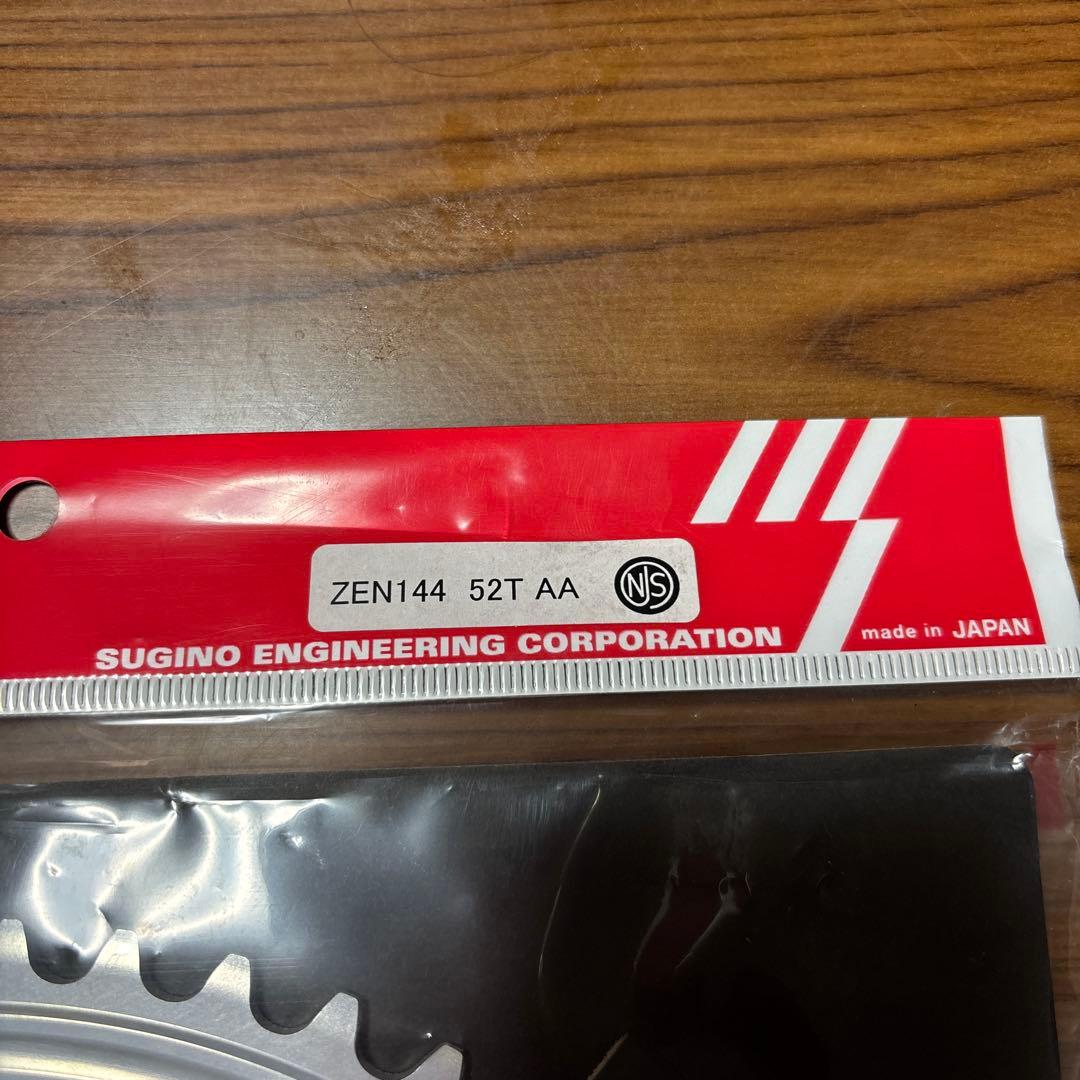 ZEN144 52T AA NJS
SUGINO ENGINEERING CORPORATION
made in JAPAN